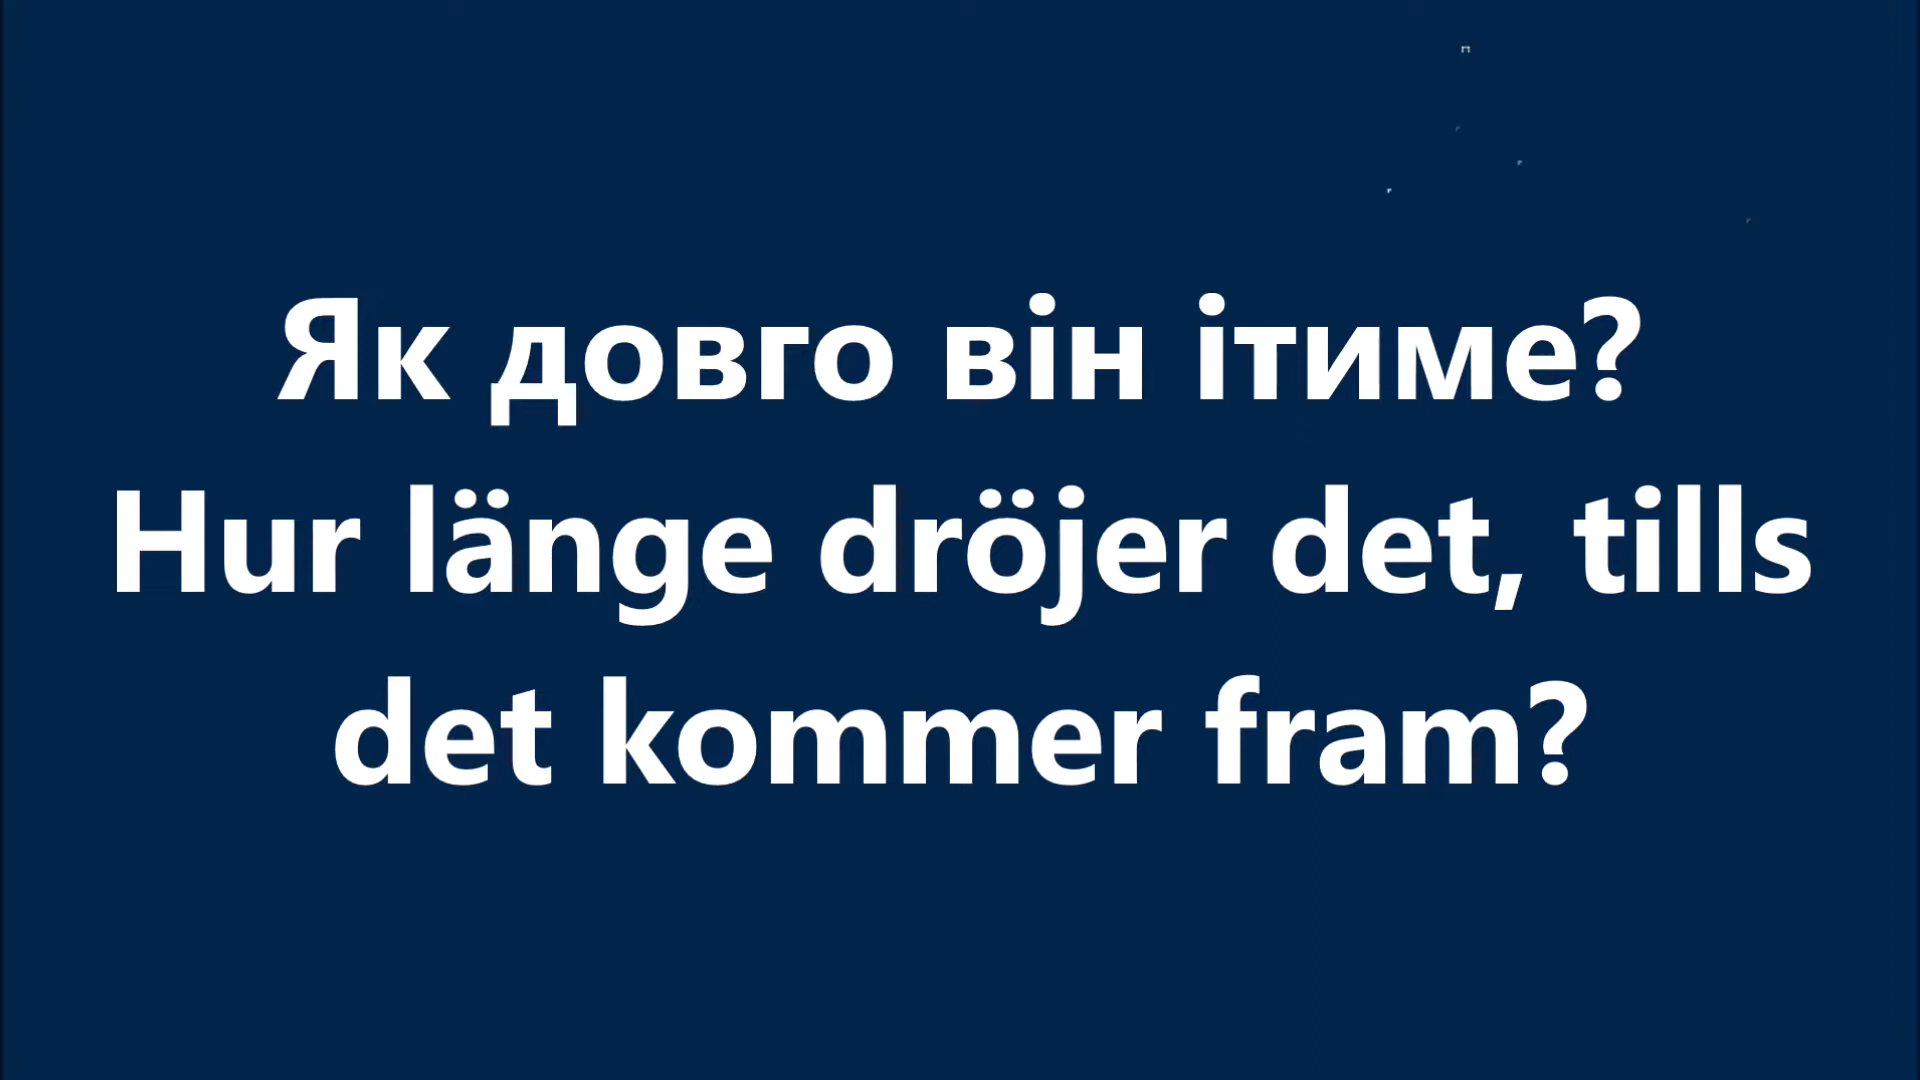 Як довго він ітиме?
Hur länge dröjer det, tills
det kommer fram?